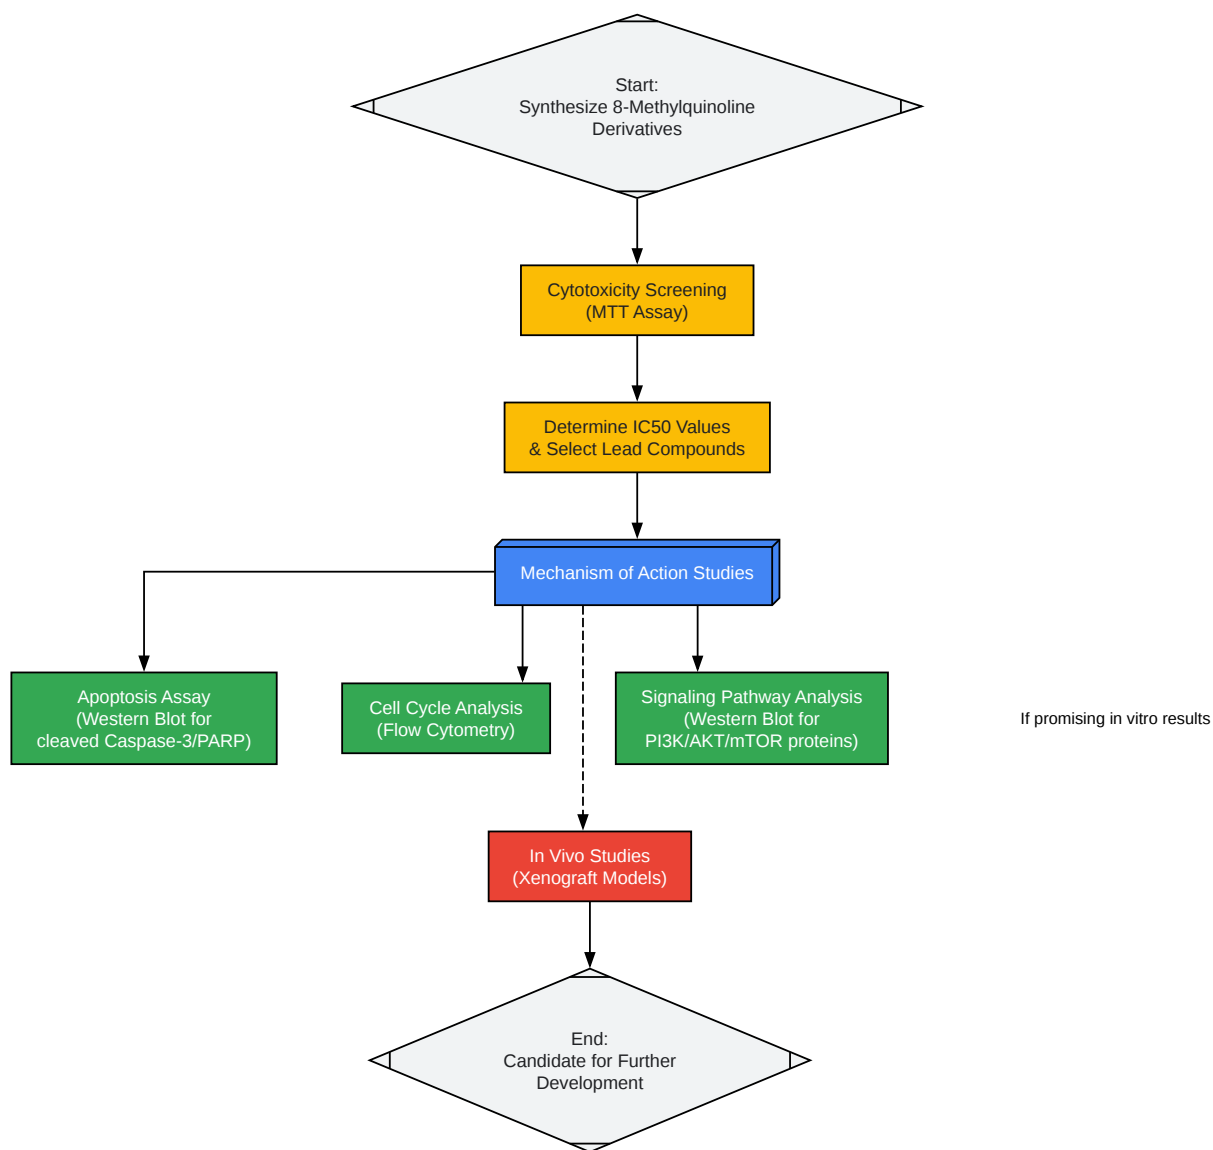 Start:
Synthesize 8-Methylquinoline
Derivatives
Cytotoxicity Screening
(MTT Assay)
Determine IC50 Values
& Select Lead Compounds
Mechanism of Action Studies
Apoptosis Assay
(Western Blot for
cleaved Caspase-3/PARP)
Cell Cycle Analysis
(Flow Cytometry)
Signaling Pathway Analysis
(Western Blot for
PI3K/AKT/mTOR proteins)
If promising in vitro results
In Vivo Studies
(Xenograft Models)
End:
Candidate for Further
Development